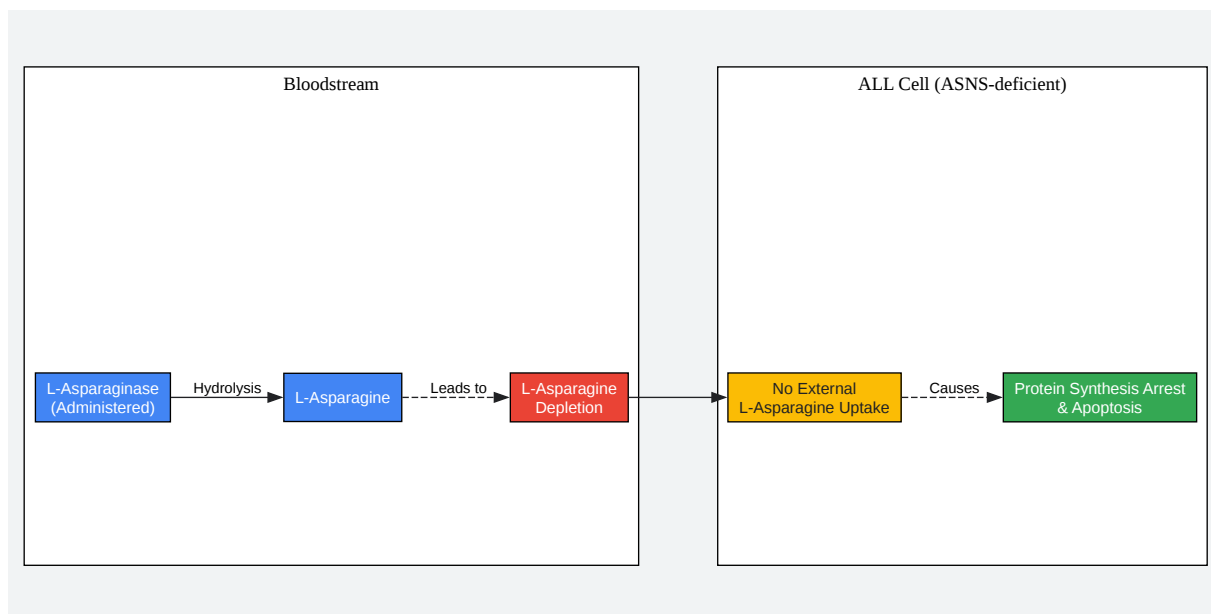 Bloodstream
ALL Cell (ASNS-deficient)
L-Asparaginase
(Administered)
Hydrolysis
L-Asparagine
Leads to
L-Asparagine
Depletion
No External
L-Asparagine Uptake
Causes
Protein Synthesis Arrest
& Apoptosis